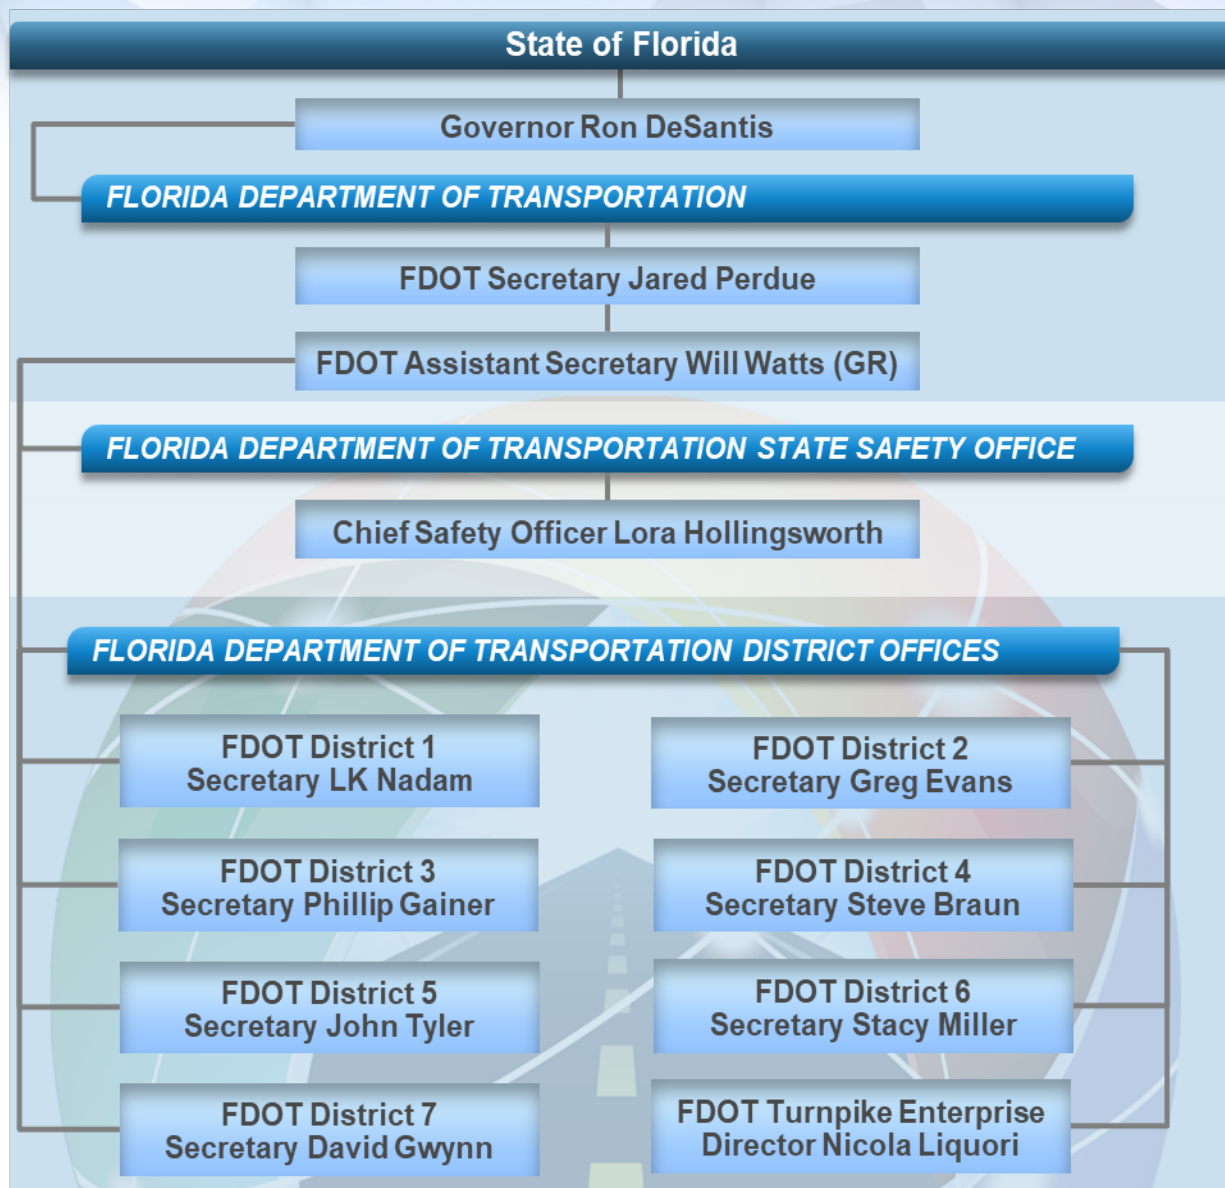 State of Florida
Governor Ron DeSantis
FLORIDA DEPARTMENT OF TRANSPORTATION
FDOT Secretary Jared Perdue
FDOT Assistant Secretary Will Watts (GR)
FLORIDA DEPARTMENT OF TRANSPORTATION STATE SAFETY OFFICE
Chief Safety Officer Lora Hollingsworth
FLORIDA DEPARTMENT OF TRANSPORTATION DISTRICT OFFICES
FDOT District 1
Secretary LK Nadam
FDOT District 2
Secretary Greg Evans
FDOT District 3
Secretary Phillip Gainer
FDOT District 4
Secretary Steve Braun
FDOT District 5
Secretary John Tyler
FDOT District 6
Secretary Stacy Miller
FDOT District 7
Secretary David Gwynn
FDOT Turnpike Enterprise
Director Nicola Liquori